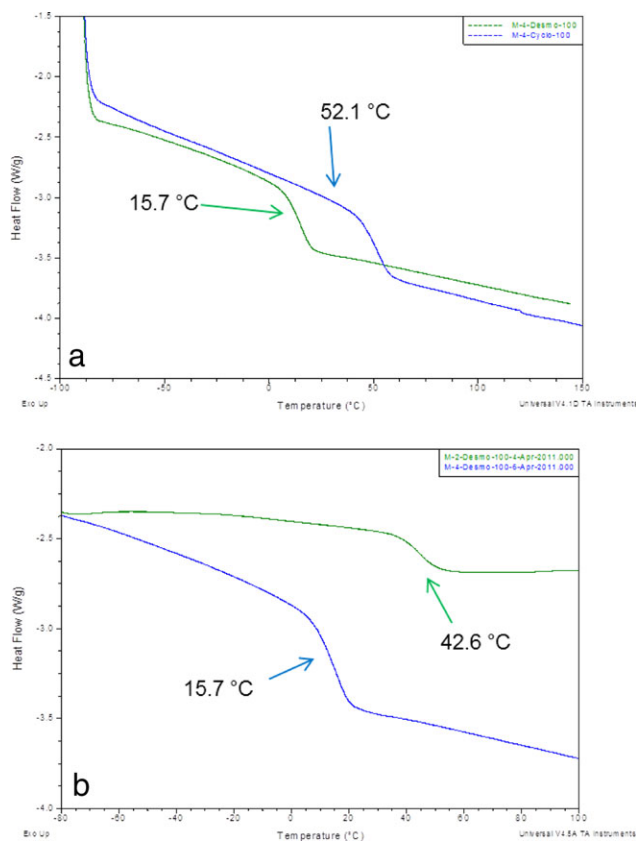 -1.5
M-4-Desmo-100
M-4-Cyclo-100
-2.0
52.1 °C
-2.5
Heat Flow (W/g)
-3.0
15.7 °C
-3.5
-4.0
a
-4.5
-100 -50 0 50 100 150
Exo Up Temperature (°C) Universal V4.1D TA Instruments
-2.0
M-2-Desmo-100-4-Apr-2011.000
M-4-Desmo-100-6-Apr-2011.000
-2.5
Heat Flow (W/g)
42.6 °C
-3.0
15.7 °C
-3.5
b
-4.0
-80 -60 -40 -20 0 20 40 60 80 100
Exo Up Temperature (°C) Universal V4.5A TA Instruments